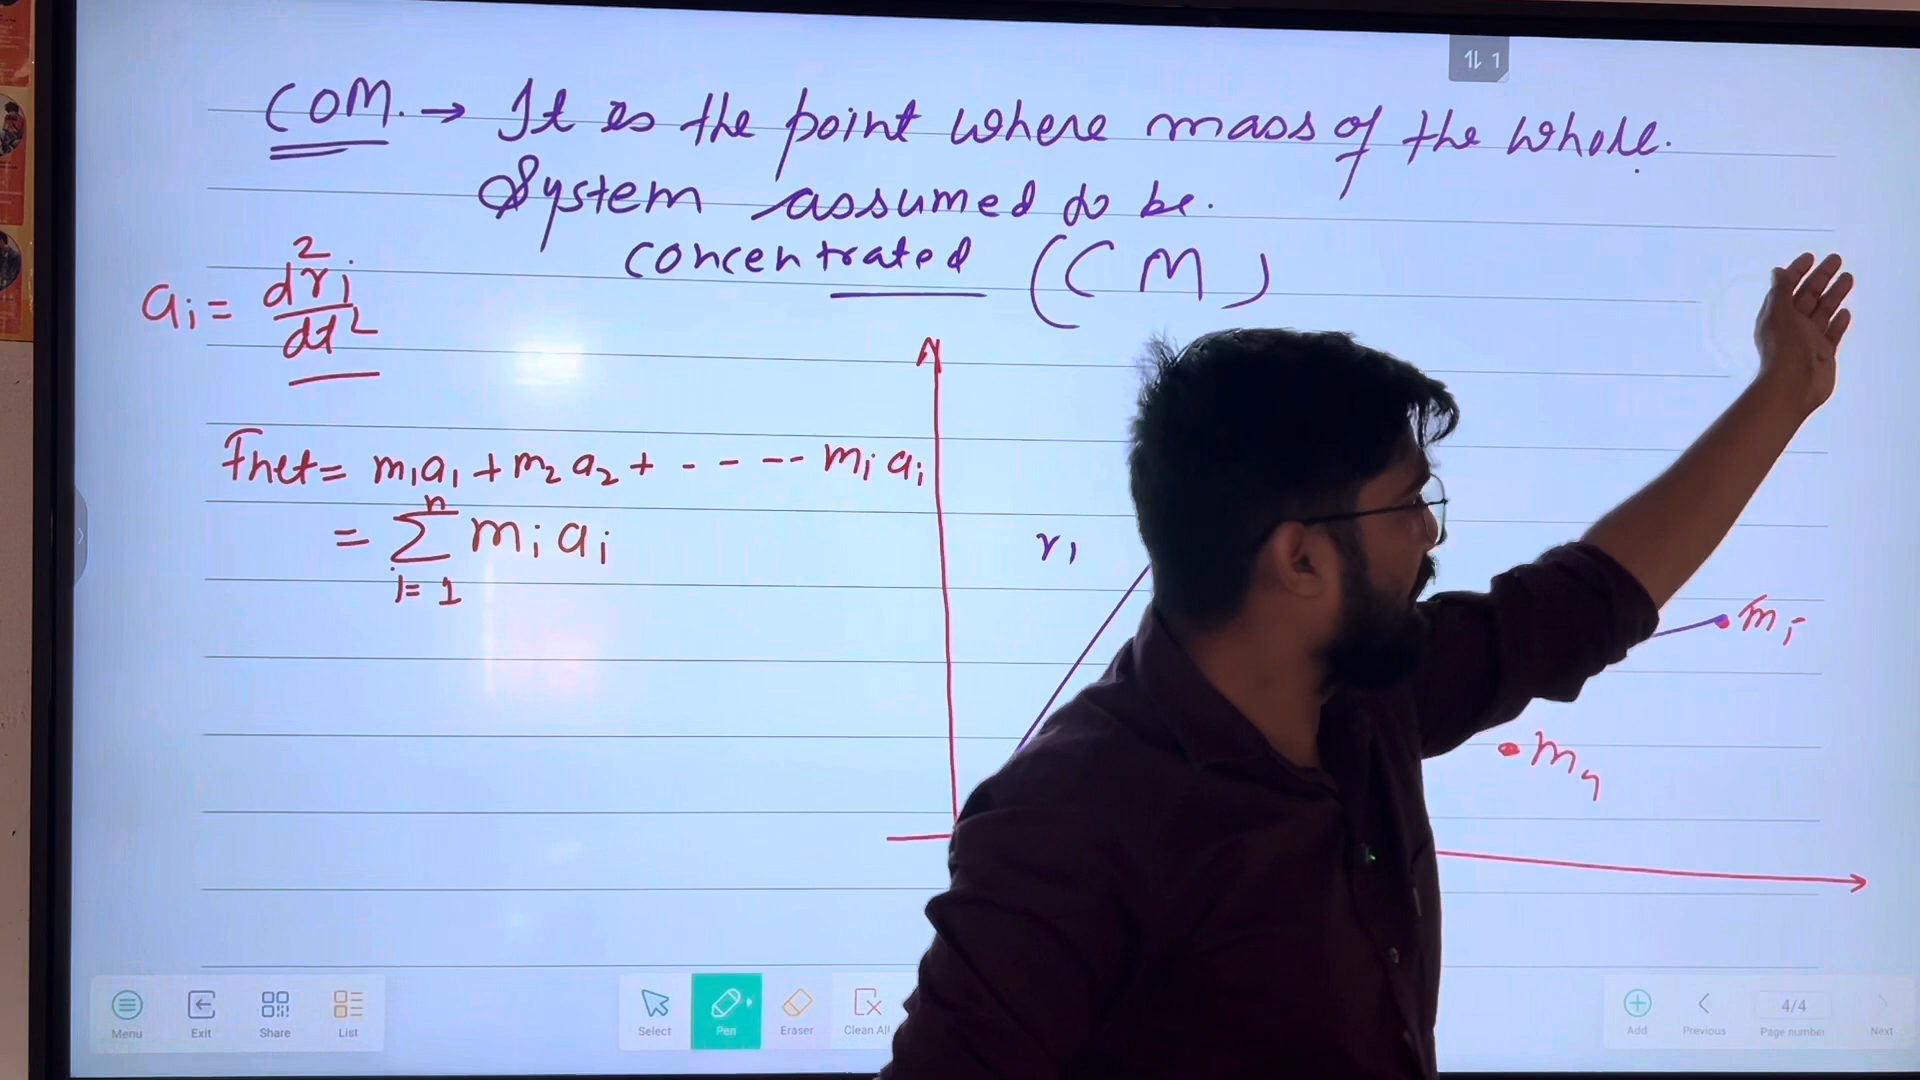 ⇅ 1
COM. → It is the point where mass of the whole.
System assumed to be.
concentrated (CM)
aᵢ = d²rᵢ/dt²
Fnet = m₁a₁ + m₂a₂ + - - - -- mᵢaᵢ
= Σⁿᵢ₌₁ mᵢaᵢ
r₁
mᵢ
Menu Exit Share List Select Pen Eraser Clean All Add Previous 4/4 Page number Next